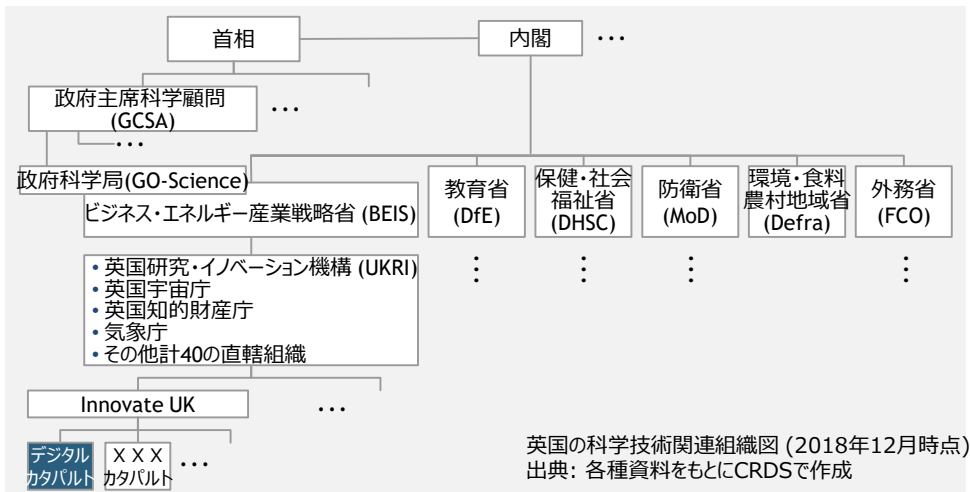 首相
内閣
…
政府主席科学顧問
(GCSA)
…
…
政府科学局(GO-Science)
ビジネス・エネルギー産業戦略省 (BEIS)
教育省
(DfE)
保健・社会
福祉省
(DHSC)
防衛省
(MoD)
環境・食料
農村地域省
(Defra)
外務省
(FCO)
⋮
⋮
⋮
⋮
⋮
• 英国研究・イノベーション機構 (UKRI)
• 英国宇宙庁
• 英国知的財産庁
• 気象庁
• その他計40の直轄組織
Innovate UK
…
デジタル
カタパルト
XXX
カタパルト
…
英国の科学技術関連組織図 (2018年12月時点)
出典: 各種資料をもとにCRDSで作成